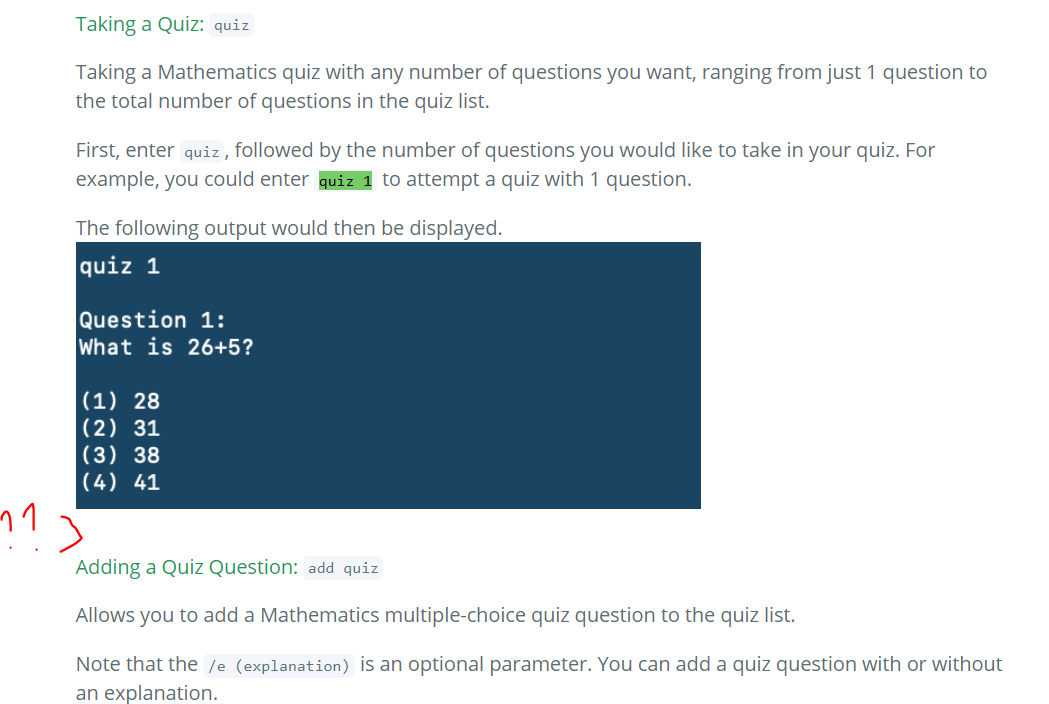 Taking a Quiz: quiz
Taking a Mathematics quiz with any number of questions you want, ranging from just 1 question to
the total number of questions in the quiz list.
First, enter quiz , followed by the number of questions you would like to take in your quiz. For
example, you could enter quiz 1 to attempt a quiz with 1 question.
The following output would then be displayed.
quiz 1
Question 1:
What is 26+5?
(1) 28
(2) 31
(3) 38
(4) 41
??
Adding a Quiz Question: add quiz
Allows you to add a Mathematics multiple-choice quiz question to the quiz list.
Note that the /e (explanation) is an optional parameter. You can add a quiz question with or without
an explanation.